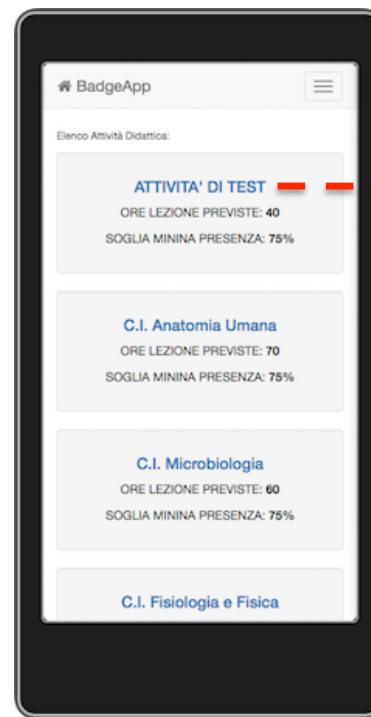 BadgeApp
Elenco Attività Didattica:
ATTIVITA' DI TEST
ORE LEZIONE PREVISTE: 40
SOGLIA MININA PRESENZA: 75%
C.I. Anatomia Umana
ORE LEZIONE PREVISTE: 70
SOGLIA MININA PRESENZA: 75%
C.I. Microbiologia
ORE LEZIONE PREVISTE: 60
SOGLIA MININA PRESENZA: 75%
C.I. Fisiologia e Fisica